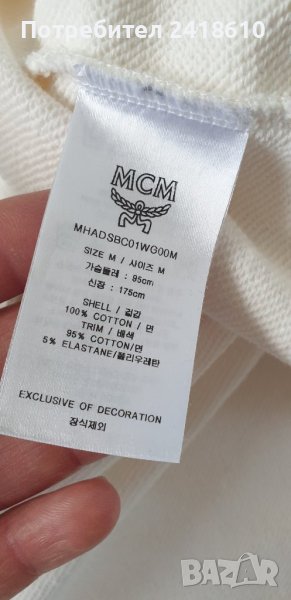 Потребител 2418610
MCM
MHADSBC01WG00M
SIZE M / 사이즈 M
가슴둘레 : 95cm
신장 : 175cm
SHELL / 겉감
100% COTTON / 면
TRIM / 배색
95% COTTON/면
5% ELASTANE/폴리우레탄
EXCLUSIVE OF DECORATION
장식제외
BAZAR